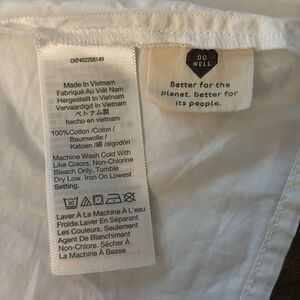 LKP452256149
Made In Vietnam
Fabriqué Au Viêt Nam
Hergestellt In Vietnam
Vervaardigd in Vietnam
ベトナム製
hecho en vietnam
100%Cotton /Coton /
Baumwolle /
Katoen /綿 /algodón
Machine Wash Cold With
Like Colors. Non-Chlorine
Bleach Only, Tumble
Dry Low. Iron On Lowest
Setting.
Laver À La Machine À L'eau
Froide.Laver En Séparant
Les Couleurs. Seulement
Agent De Blanchiment
Non-Chlore. Sécher À
La Machine À Basse
DO
WELL
Better for the
planet, better for
its people.